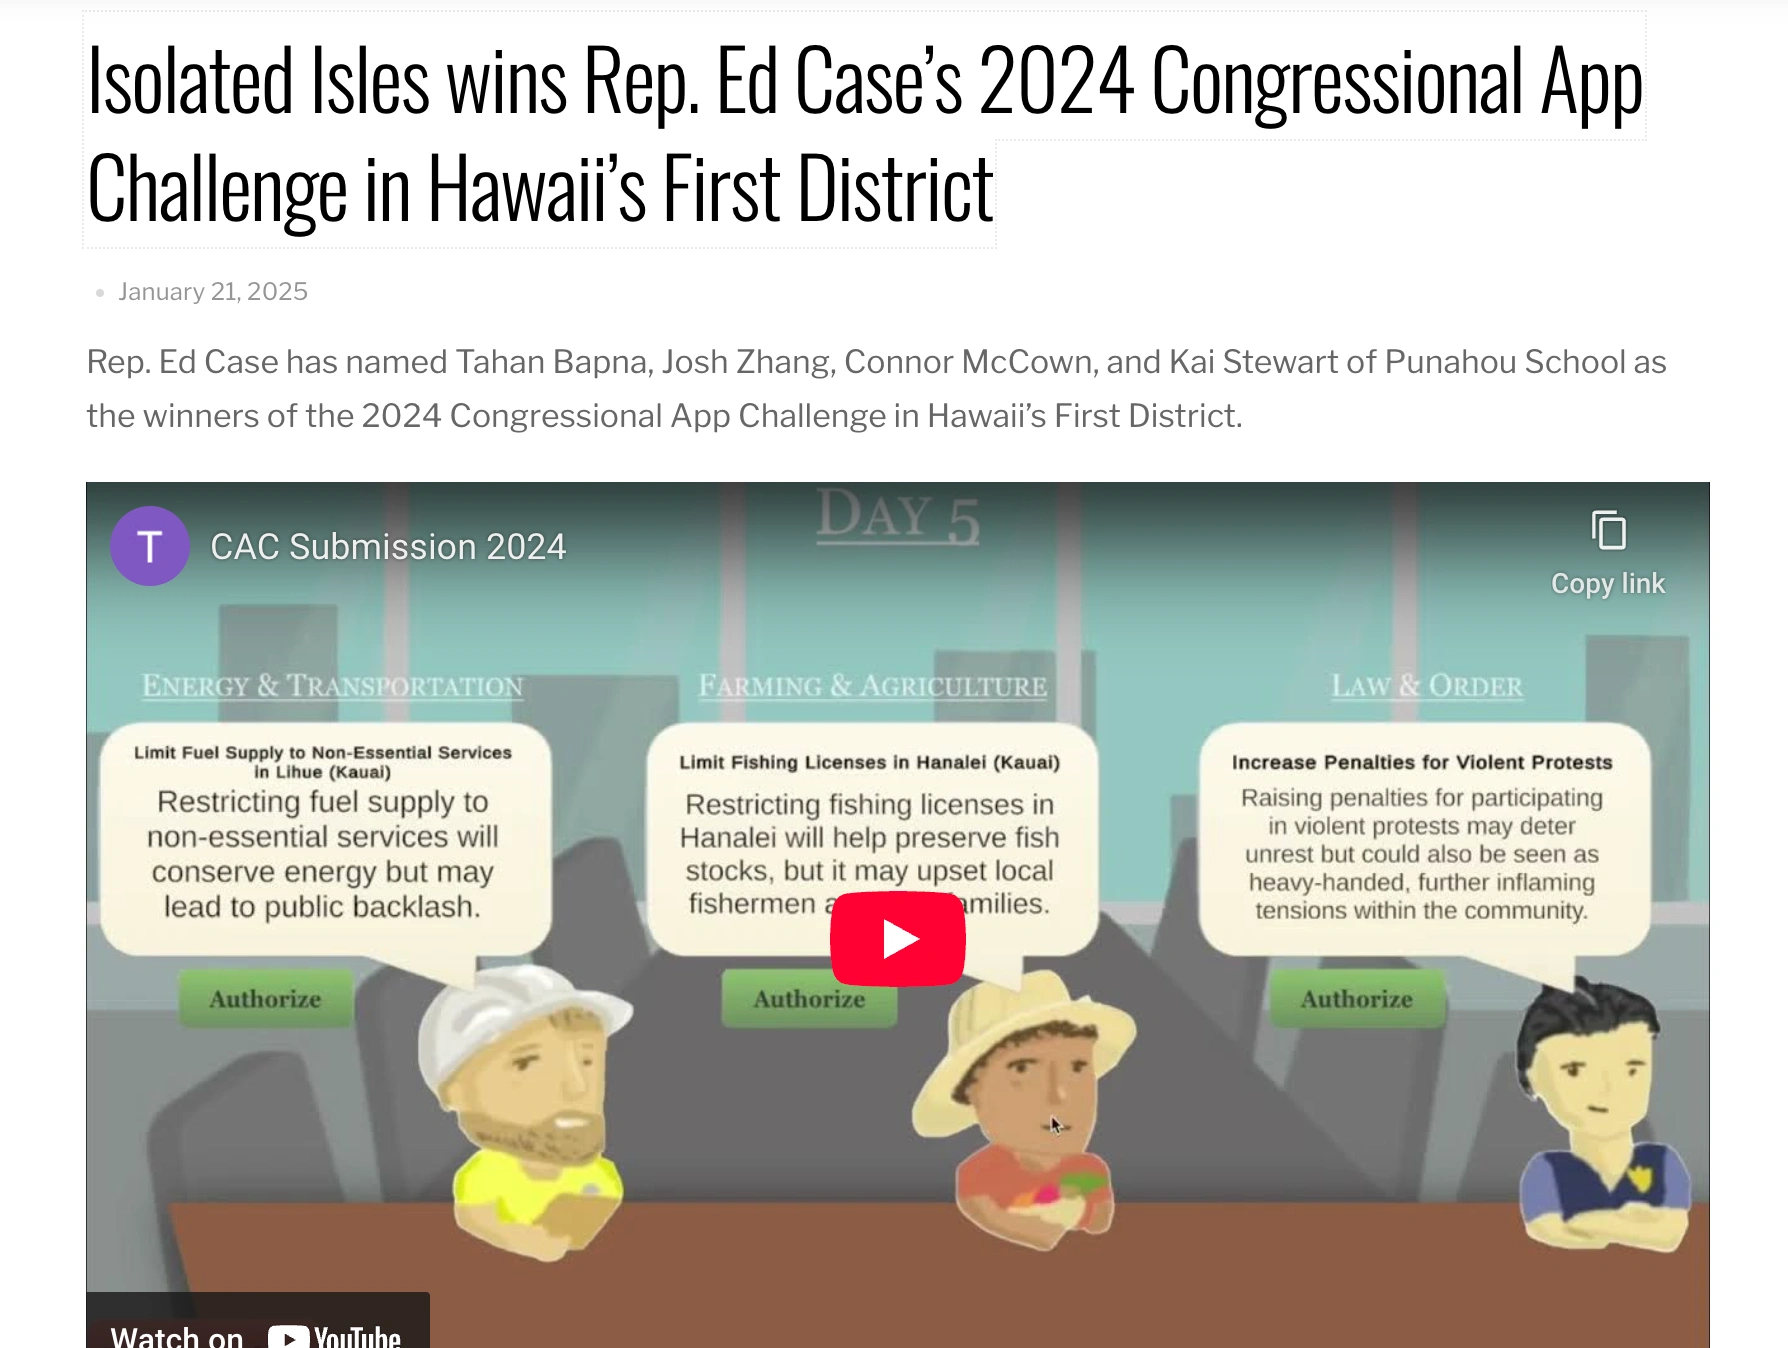 Isolated Isles wins Rep. Ed Case’s 2024 Congressional App
Challenge in Hawaii’s First District
January 21, 2025
Rep. Ed Case has named Tahan Bapna, Josh Zhang, Connor McCown, and Kai Stewart of Punahou School as
the winners of the 2024 Congressional App Challenge in Hawaii’s First District.
DAY 5
T
CAC Submission 2024
Copy link
ENERGY & TRANSPORTATION
Limit Fuel Supply to Non-Essential Services
in Lihue (Kauai)
Restricting fuel supply to
non-essential services will
conserve energy but may
lead to public backlash.
Authorize
FARMING & AGRICULTURE
Limit Fishing Licenses in Hanalei (Kauai)
Restricting fishing licenses in
Hanalei will help preserve fish
stocks, but it may upset local
fishermen
Authorize
LAW & ORDER
Increase Penalties for Violent Protests
Raising penalties for participating
in violent protests may deter
unrest but could also be seen as
heavy-handed, further inflaming
tensions within the community.
Authorize
Watch on YouTube